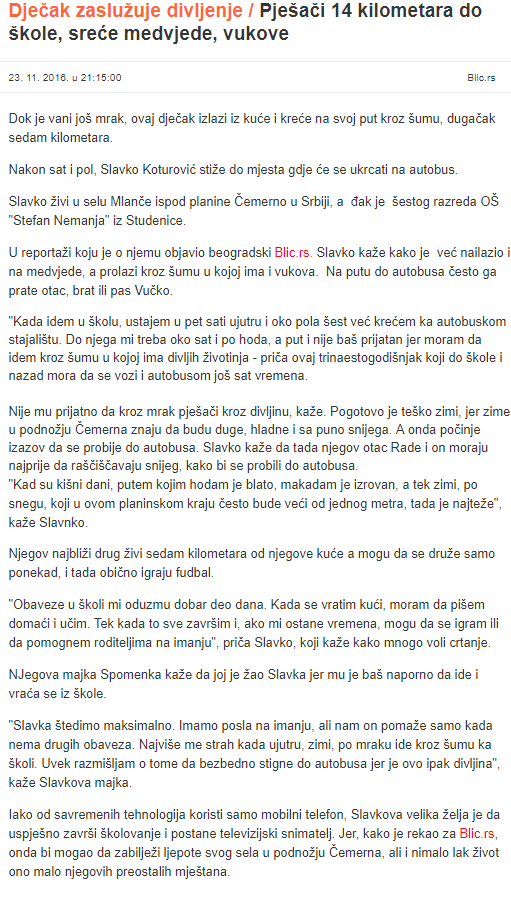 Dječak zaslužuje divljenje / Pješači 14 kilometara do
škole, sreće medvjede, vukove
23. 11. 2016. u 21:15:00 Blic.rs
Dok je vani još mrak, ovaj dječak izlazi iz kuće i kreće na svoj put kroz šumu, dugačak
sedam kilometara.
Nakon sat i pol, Slavko Koturović stiže do mjesta gdje će se ukrcati na autobus.
Slavko živi u selu Mlanče ispod planine Čemerno u Srbiji, a đak je šestog razreda OŠ
"Stefan Nemanja" iz Studenice.
U reportaži koju je o njemu objavio beogradski Blic.rs. Slavko kaže kako je već nailazio i
na medvjede, a prolazi kroz šumu u kojoj ima i vukova. Na putu do autobusa često ga
prate otac, brat ili pas Vučko.
"Kada idem u školu, ustajem u pet sati ujutru i oko pola šest već krećem ka autobuskom
stajalištu. Do njega mi treba oko sat i po hoda, a put i nije baš prijatan jer moram da
idem kroz šumu u kojoj ima divljih životinja - priča ovaj trinaestogodišnjak koji do škole i
nazad mora da se vozi i autobusom još sat vremena.
Nije mu prijatno da kroz mrak pješači kroz divljinu, kaže. Pogotovo je teško zimi, jer zime
u podnožju Čemerna znaju da budu duge, hladne i sa puno snijega. A onda počinje
izazov da se probije do autobusa. Slavko kaže da tada njegov otac Rade i on moraju
najprije da raščišćavaju snijeg, kako bi se probili do autobusa.
"Kad su kišni dani, putem kojim hodam je blato, makadam je izrovan, a tek zimi, po
snegu, koji u ovom planinskom kraju često bude veći od jednog metra, tada je najteže",
kaže Slavnko.
Njegov najbliži drug živi sedam kilometara od njegove kuće a mogu da se druže samo
ponekad, i tada obično igraju fudbal.
"Obaveze u školi mi oduzmu dobar deo dana. Kada se vratim kući, moram da pišem
domaći i učim. Tek kada to sve završim i, ako mi ostane vremena, mogu da se igram ili
da pomognem roditeljima na imanju", priča Slavko, koji kaže kako mnogo voli crtanje.
NJegova majka Spomenka kaže da joj je žao Slavka jer mu je baš naporno da ide i
vraća se iz škole.
"Slavka štedimo maksimalno. Imamo posla na imanju, ali nam on pomaže samo kada
nema drugih obaveza. Najviše me strah kada ujutru, zimi, po mraku ide kroz šumu ka
školi. Uvek razmišljam o tome da bezbedno stigne do autobusa jer je ovo ipak divljina",
kaže Slavkova majka.
Iako od savremenih tehnologija koristi samo mobilni telefon, Slavkova velika želja je da
uspješno završi školovanje i postane televizijski snimatelj. Jer, kako je rekao za Blic.rs,
onda bi mogao da zabilježi ljepote svog sela u podnožju Čemerna, ali i nimalo lak život
ono malo njegovih preostalih mještana.